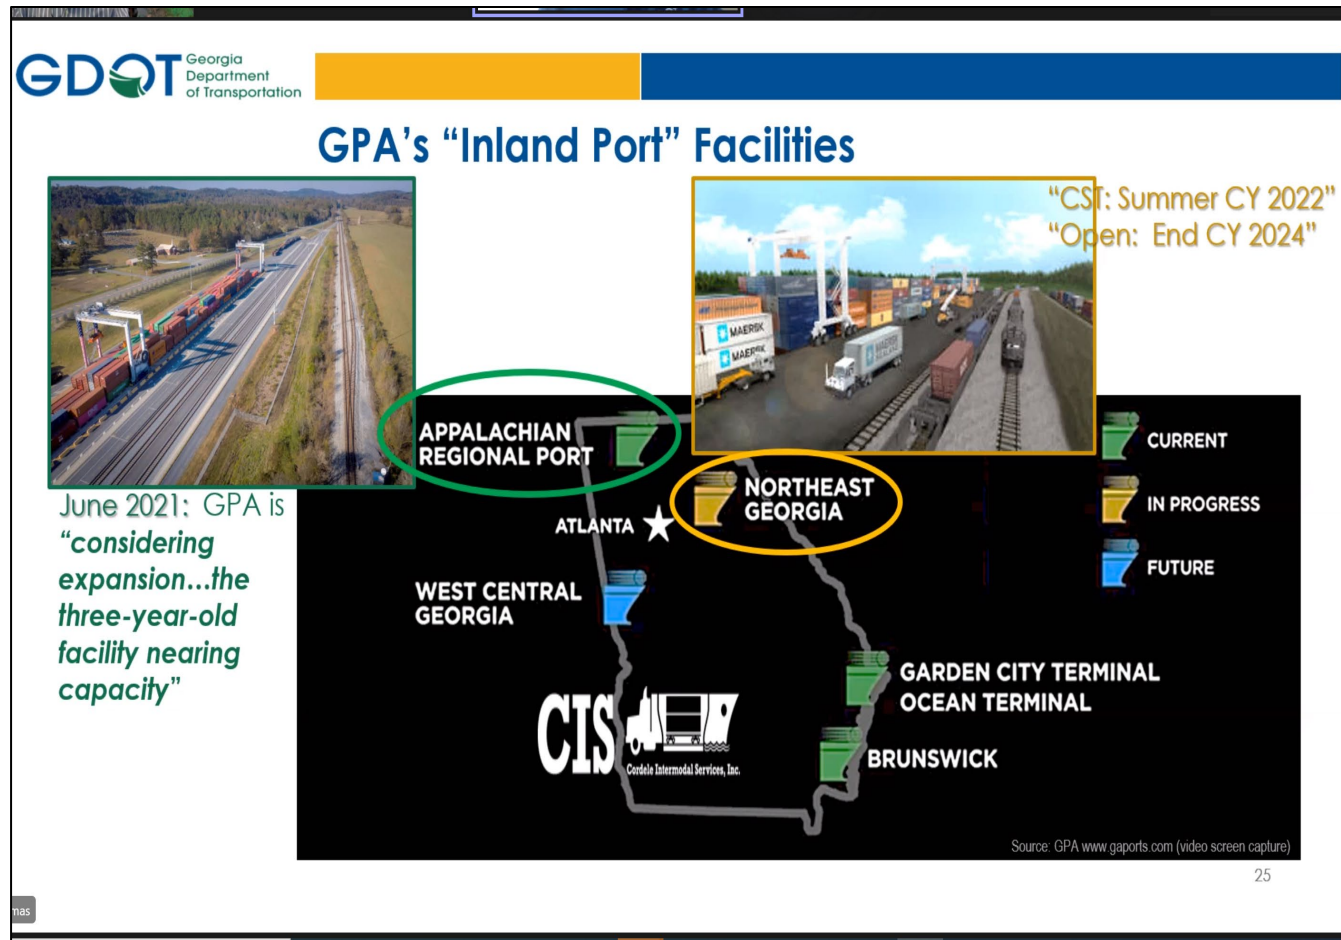 GDOT
Georgia
Department
of Transportation
GPA's “Inland Port” Facilities
“CST: Summer CY 2022”
“Open: End CY 2024”
MAERSK
MAERSK
MAERSK
June 2021: GPA is
“considering
expansion...the
three-year-old
facility nearing
capacity”
APPALACHIAN
REGIONAL PORT
NORTHEAST
GEORGIA
ATLANTA
WEST CENTRAL
GEORGIA
CURRENT
IN PROGRESS
FUTURE
GARDEN CITY TERMINAL
OCEAN TERMINAL
BRUNSWICK
CIS
Cordele Intermodal Services, Inc.
Source: GPA www.gaports.com (video screen capture)
25
mas